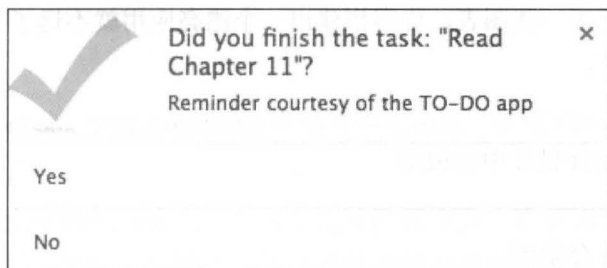 Did you finish the task: "Read
Chapter 11"?
×
Reminder courtesy of the TO-DO app
Yes
No